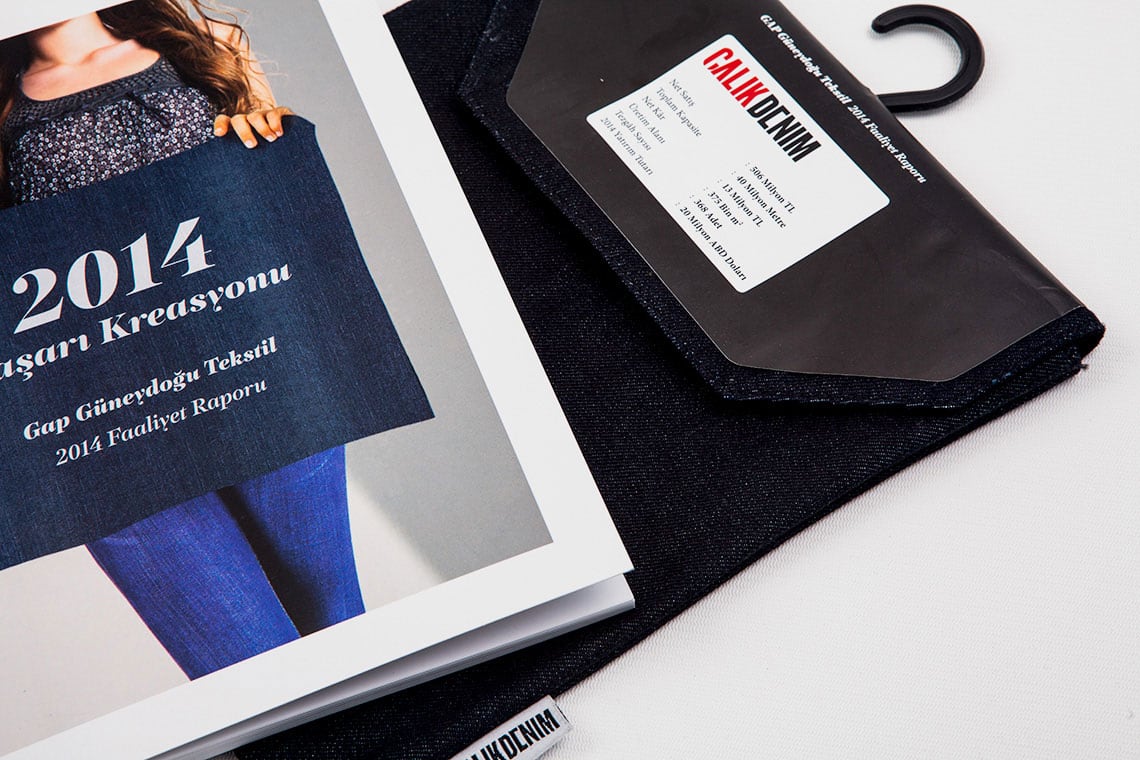 2014
aşarı Kreasyonu
Gap Güneydoğu Tekstil
2014 Faaliyet Raporu
GAP Güneydoğu Tekstil 2014 Faaliyet Raporu
ÇALIKDENIM
Net Satış : 506 Milyon TL
Toplam Kapasite : 40 Milyon Metre
Net Kâr : 13 Milyon TL
Üretim Alanı : 375 Bin m²
Tezgâh Sayısı : 368 Adet
2014 Yatırım Tutarı : 20 Milyon ABD Doları
ALIKDENIM